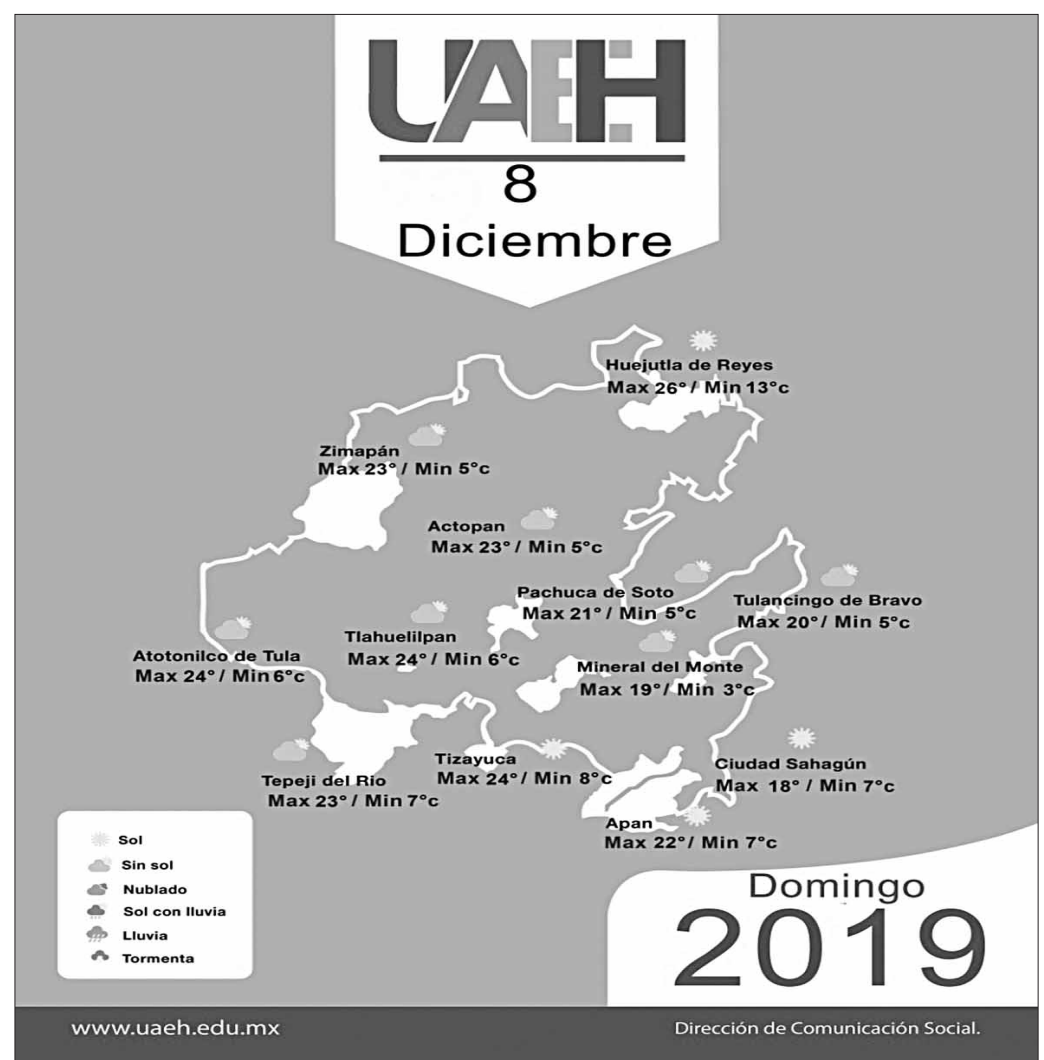 UAEH
8
Diciembre
Huejutla de Reyes
Max 26° / Min 13°c
Zimapán
Max 23° / Min 5°c
Actopan
Max 23° / Min 5°c
Pachuca de Soto
Max 21° / Min 5°c
Tulancingo de Bravo
Max 20° / Min 5°c
Tlahuelilpan
Max 24° / Min 6°c
Atotonilco de Tula
Max 24° / Min 6°c
Mineral del Monte
Max 19° / Min 3°c
Tizayuca
Max 24° / Min 8°c
Ciudad Sahagún
Max 18° / Min 7°c
Tepeji del Rio
Max 23° / Min 7°c
Apan
Max 22° / Min 7°c
Sol
Sin sol
Nublado
Sol con lluvia
Lluvia
Tormenta
Domingo
2019
www.uaeh.edu.mx
Dirección de Comunicación Social.